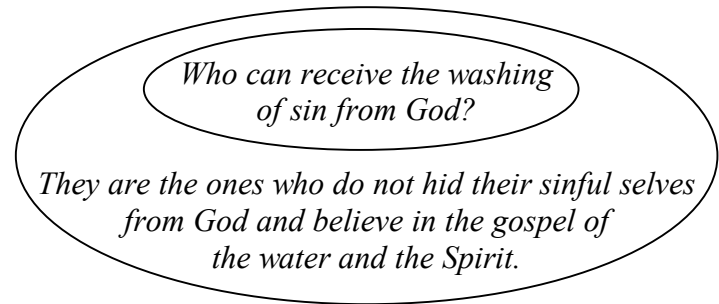 Who can receive the washing
of sin from God?
They are the ones who do not hid their sinful selves
from God and believe in the gospel of
the water and the Spirit.